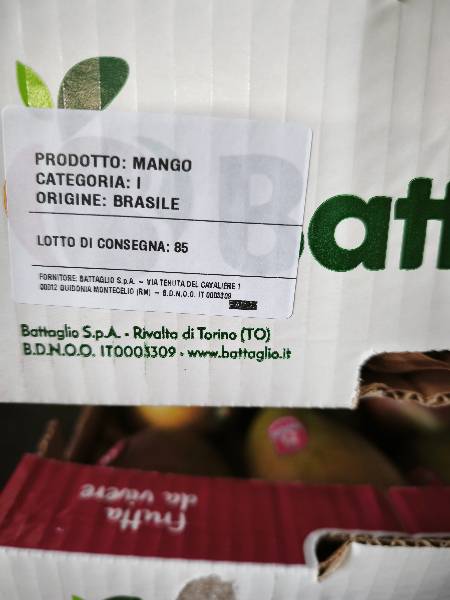 PRODOTTO: MANGO
CATEGORIA: I
ORIGINE: BRASILE
LOTTO DI CONSEGNA: 85
FORNITORE: BATTAGLIO S.p.A. - VIA TENUTA DEL CAVALIERE 1
00012 GUIDONIA MONTECELIO (RM) - B.D.N.O.O. IT 0003309
Batt
Battaglio S.p.A. - Rivalta di Torino (TO)
B.D.N.O.O. IT0003309 - www.battaglio.it
Frutta
da vivere